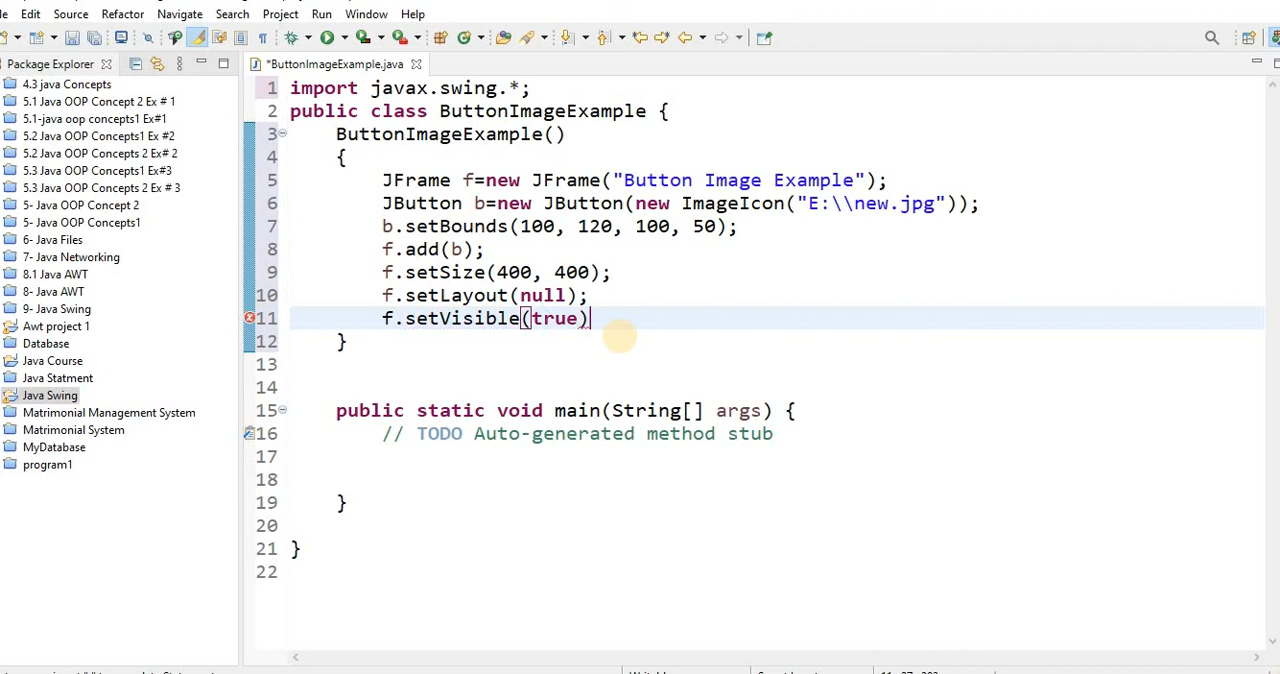 Edit Source Refactor Navigate Search Project Run Window Help
Package Explorer
*ButtonImageExample.java
4.3 java Concepts
5.1 Java OOP Concept 2 Ex # 1
5.1-java oop concepts1 Ex#1
5.2 Java OOP Concepts1 Ex #2
5.2 Java OOP Concepts 2 Ex# 2
5.3 Java OOP Concepts1 Ex#3
5.3 Java OOP Concepts 2 Ex # 3
5- Java OOP Concept 2
5- Java OOP Concepts1
6- Java Files
7- Java Networking
8.1 Java AWT
8- Java AWT
9- Java Swing
Awt project 1
Database
Java Course
Java Statment
Java Swing
Matrimonial Management System
Matrimonial System
MyDatabase
program1
1 import javax.swing.*;
2 public class ButtonImageExample {
3 ButtonImageExample()
4 {
5 JFrame f=new JFrame("Button Image Example");
6 JButton b=new JButton(new ImageIcon("E:\\new.jpg"));
7 b.setBounds(100, 120, 100, 50);
8 f.add(b);
9 f.setSize(400, 400);
10 f.setLayout(null);
11 f.setVisible(true)
12 }
13
14
15 public static void main(String[] args) {
16 // TODO Auto-generated method stub
17
18
19 }
20
21 }
22